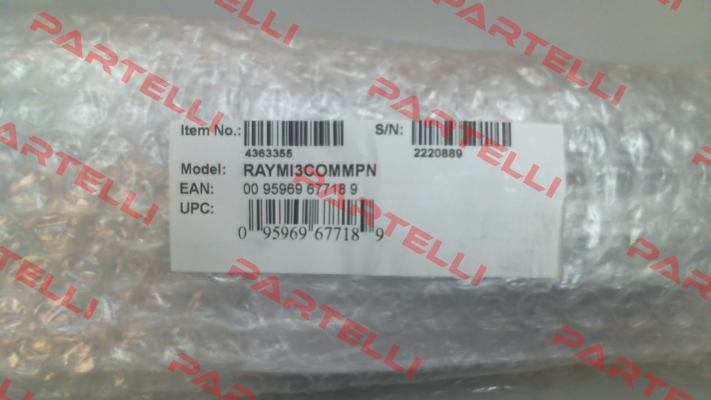 PARTELLI
PARTELLI
PARTELLI
PARTELLI
Item No.: S/N:
4363355 2220889
Model: RAYMI3COMMPN
EAN: 00 95969 67718 9
UPC:
0 95969 67718 9
PARTELLI
PARTELLI
PARTELLI
PARTELLI